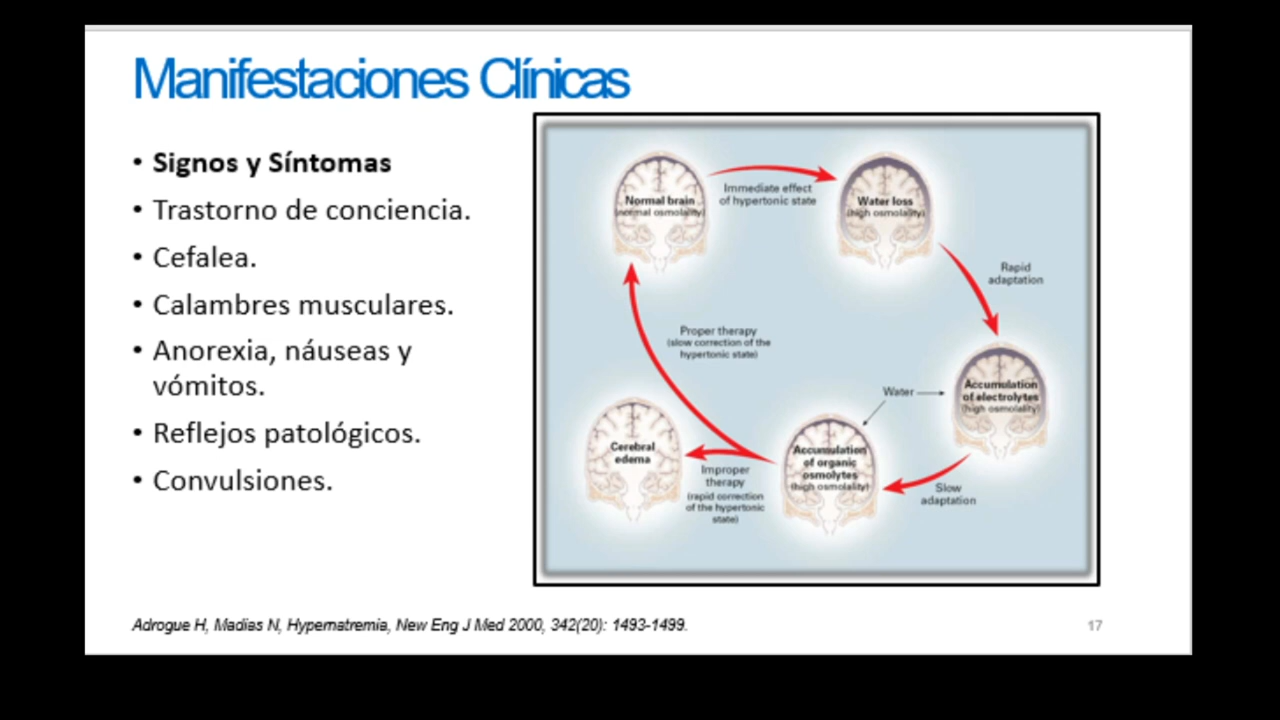 Manifestaciones Clínicas
• Signos y Síntomas
• Trastorno de conciencia.
• Cefalea.
• Calambres musculares.
• Anorexia, náuseas y
vómitos.
• Reflejos patológicos.
• Convulsiones.
Normal brain
(normal osmolality)
Immediate effect
of hypertonic state
Water loss
(high osmolality)
Rapid
adaptation
Accumulation
of electrolytes
(high osmolality)
Water
Slow
adaptation
Accumulation
of organic
osmolytes
(high osmolality)
Proper therapy
(slow correction of the
hypertonic state)
Improper
therapy
(rapid correction
of the hypertonic
state)
Cerebral
edema
Adrogue H, Madias N, Hypernatremia, New Eng J Med 2000, 342(20): 1493-1499.
17